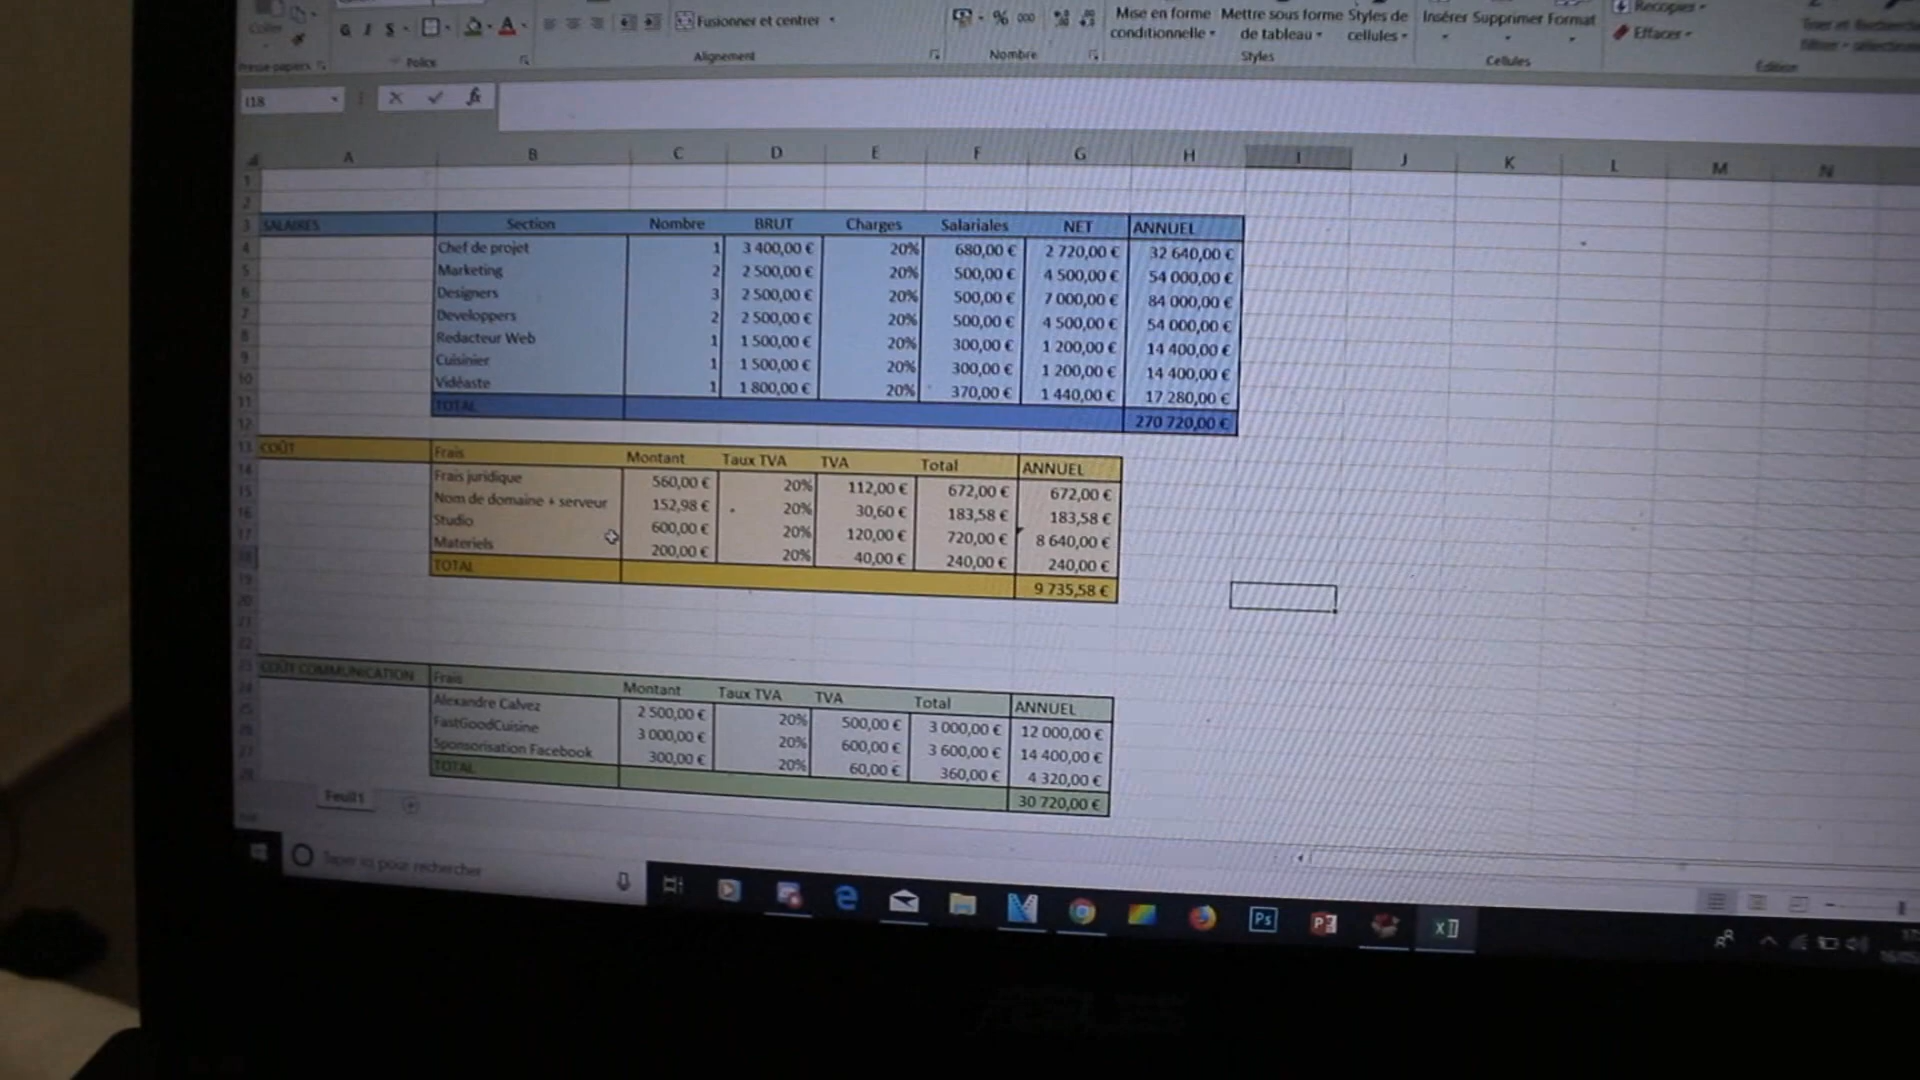 Coller
G I S
Fusionner et centrer
% 000
Mise en forme conditionnelle
Mettre sous forme de tableau
Styles de cellules
Insérer Supprimer Format
Recopier
Effacer
Presse-papiers
Police
Alignement
Nombre
Styles
Cellules
Édition
I18
fx
A B C D E F G H I J K L M N
3 SALAIRES Section Nombre BRUT Charges Salariales NET ANNUEL
4 Chef de projet 1 3 400,00 € 20% 680,00 € 2 720,00 € 32 640,00 €
5 Marketing 2 2 500,00 € 20% 500,00 € 4 500,00 € 54 000,00 €
6 Designers 3 2 500,00 € 20% 500,00 € 7 000,00 € 84 000,00 €
7 Developpers 2 2 500,00 € 20% 500,00 € 4 500,00 € 54 000,00 €
8 Redacteur Web 1 1 500,00 € 20% 300,00 € 1 200,00 € 14 400,00 €
9 Cuisinier 1 1 500,00 € 20% 300,00 € 1 200,00 € 14 400,00 €
10 Vidéaste 1 1 800,00 € 20% 370,00 € 1 440,00 € 17 280,00 €
11 TOTAL 270 720,00 €
12
13 COÛT Frais Montant Taux TVA TVA Total ANNUEL
14 Frais juridique 560,00 € 20% 112,00 € 672,00 € 672,00 €
15 Nom de domaine + serveur 152,98 € 20% 30,60 € 183,58 € 183,58 €
16 Studio 600,00 € 20% 120,00 € 720,00 € 8 640,00 €
17 Materiels 200,00 € 20% 40,00 € 240,00 € 240,00 €
18 TOTAL 9 735,58 €
19
20
21
22
23 COÛT COMMUNICATION Frais Montant Taux TVA TVA Total ANNUEL
24 Alexandre Calvez 2 500,00 € 20% 500,00 € 3 000,00 € 12 000,00 €
25 FastGoodCuisine 3 000,00 € 20% 600,00 € 3 600,00 € 14 400,00 €
26 Sponsorisation Facebook 300,00 € 20% 60,00 € 360,00 € 4 320,00 €
27 TOTAL 30 720,00 €
28
Feuil1
Taper ici pour rechercher
Ps